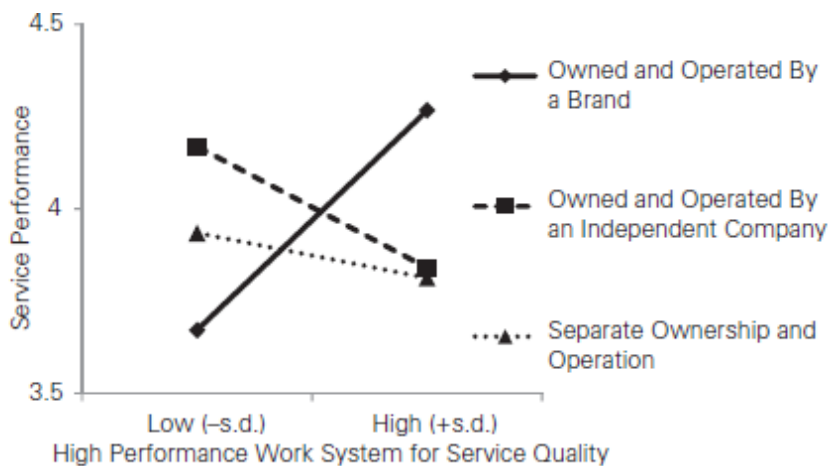 4.5
4
3.5
Service Performance
Low (–s.d.)
High (+s.d.)
High Performance Work System for Service Quality
Owned and Operated By
a Brand
Owned and Operated By
an Independent Company
Separate Ownership and
Operation